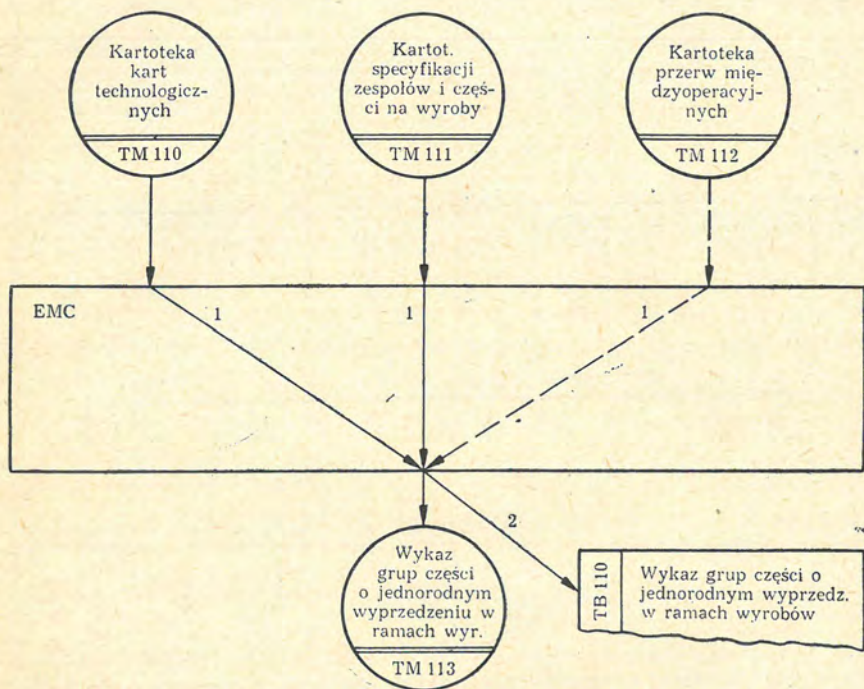 Kartoteka
kart
technologicz-
nych
TM 110
Kartot.
specyfikacji
zespołów i częś-
ci na wyroby
TM 111
Kartoteka
przerw mię-
dzyoperacyj-
nych
TM 112
EMC
1
1
1
2
Wykaz
grup części
o jednorodnym
wyprzedzeniu w
ramach wyr.
TM 113
TB 110
Wykaz grup części o
jednorodnym wyprzedz.
w ramach wyrobów